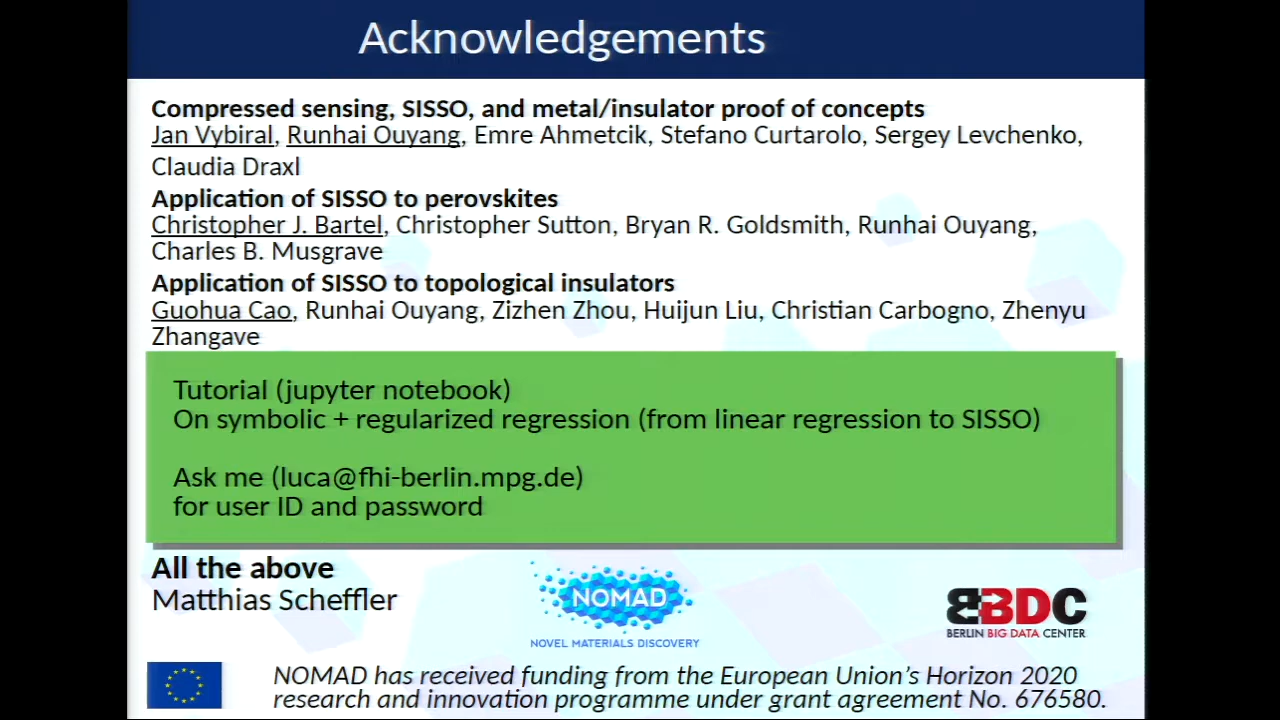 Acknowledgements
Compressed sensing, SISSO, and metal/insulator proof of concepts
Jan Vybiral, Runhai Ouyang, Emre Ahmetcik, Stefano Curtarolo, Sergey Levchenko,
Claudia Draxl
Application of SISSO to perovskites
Christopher J. Bartel, Christopher Sutton, Bryan R. Goldsmith, Runhai Ouyang,
Charles B. Musgrave
Application of SISSO to topological insulators
Guohua Cao, Runhai Ouyang, Zizhen Zhou, Huijun Liu, Christian Carbogno, Zhenyu
Zhangave
Tutorial (jupyter notebook)
On symbolic + regularized regression (from linear regression to SISSO)
Ask me (luca@fhi-berlin.mpg.de)
for user ID and password
All the above
Matthias Scheffler
NOMAD
NOVEL MATERIALS DISCOVERY
BBDC
BERLIN BIG DATA CENTER
NOMAD has received funding from the European Union's Horizon 2020
research and innovation programme under grant agreement No. 676580.